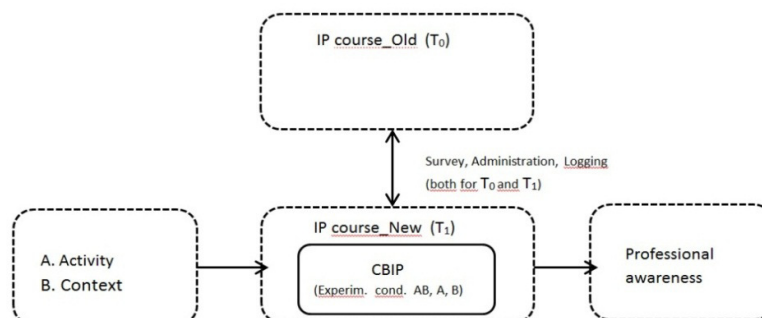 IP course_Old (T₀)
Survey, Administration, Logging
(both for T₀ and T₁)
IP course_New (T₁)
A. Activity
B. Context
CBIP
(Experim. cond. AB, A, B)
Professional
awareness